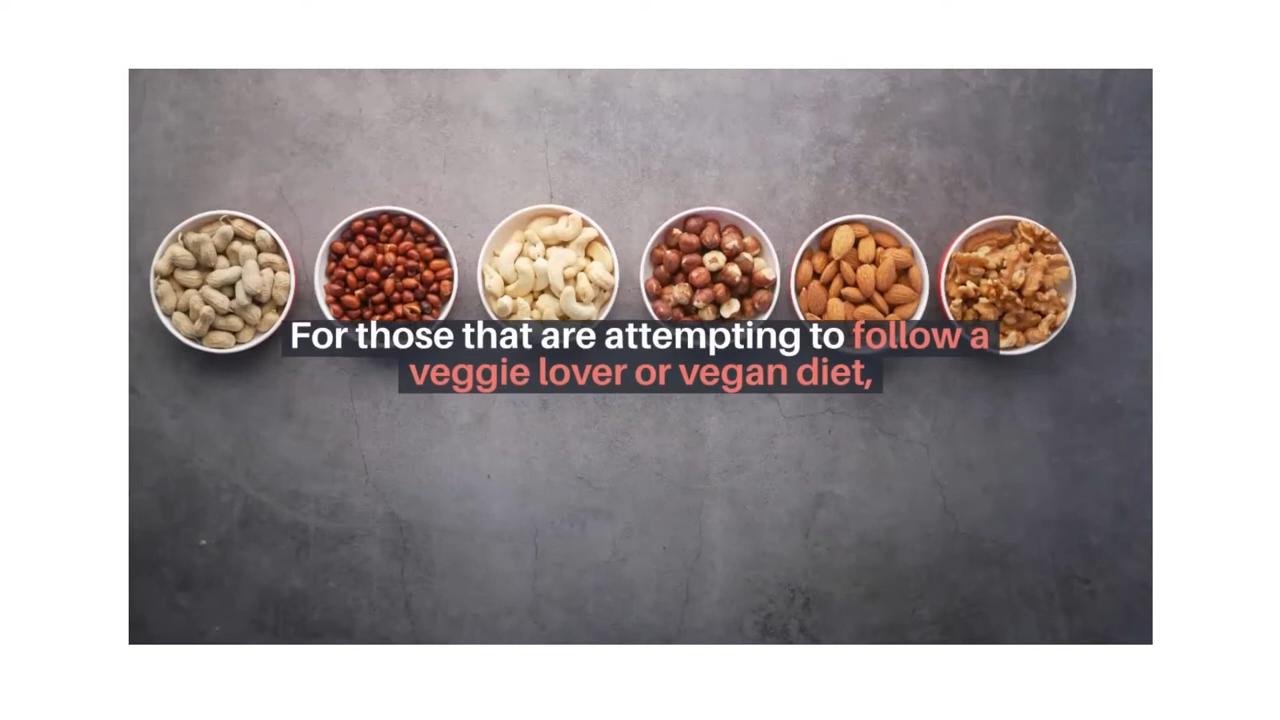 For those that are attempting to follow a
veggie lover or vegan diet,